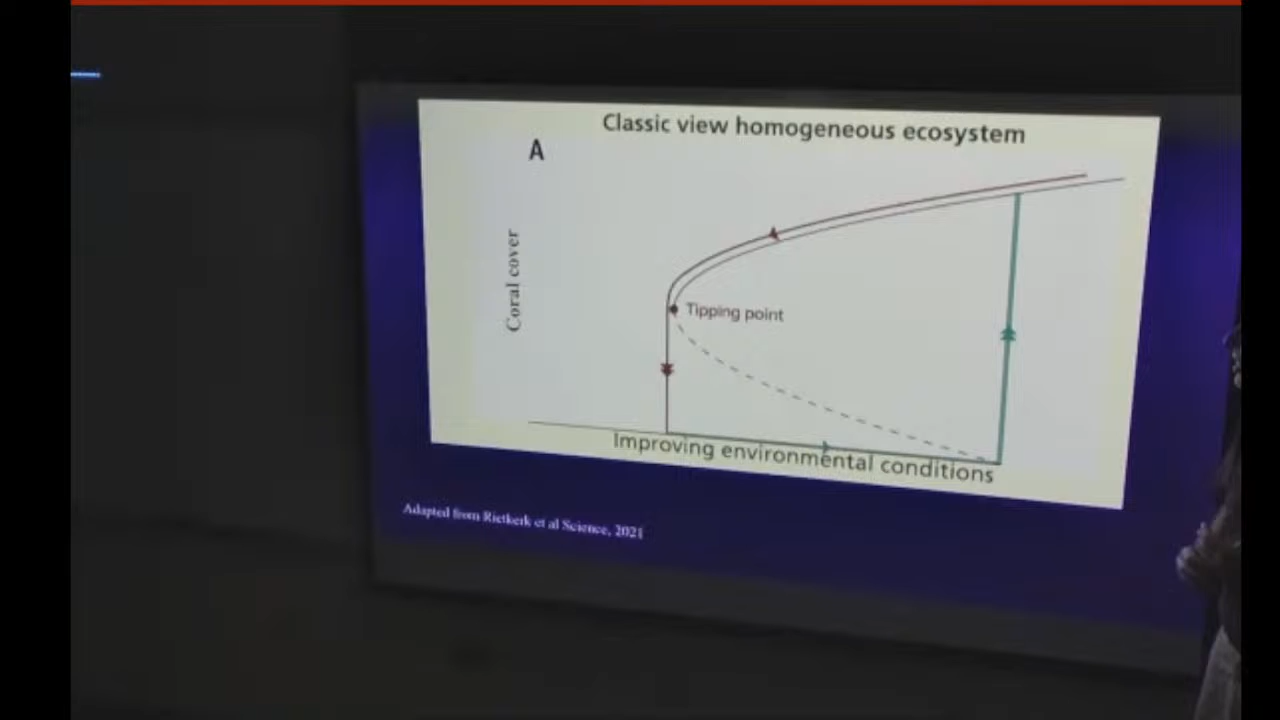 Classic view homogeneous ecosystem
A
Coral cover
Tipping point
Improving environmental conditions
Adapted from Rietkerk et al Science, 2021